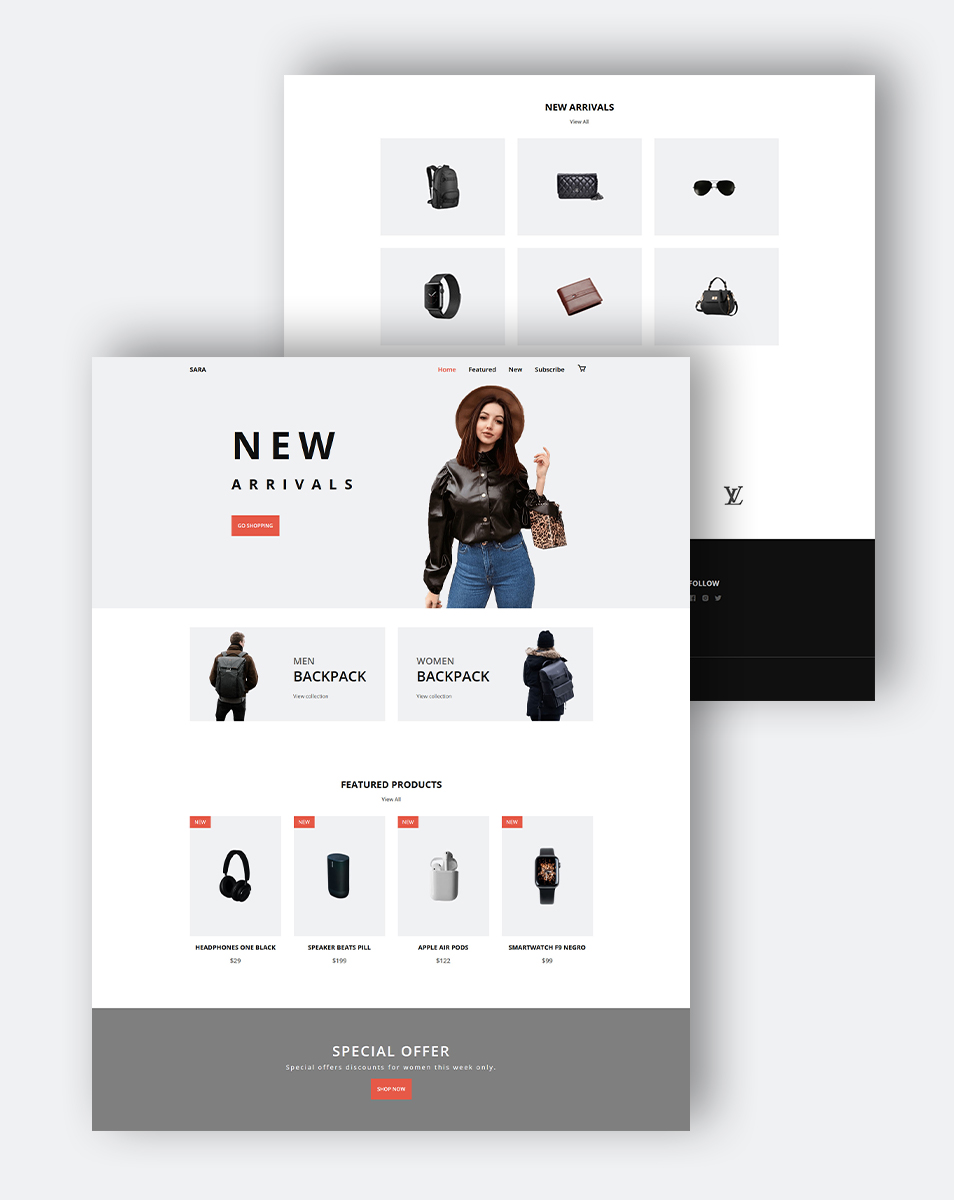 NEW ARRIVALS
View All
FOLLOW
SARA
Home Featured New Subscribe
NEW
ARRIVALS
GO SHOPPING
MEN
BACKPACK
View collection
WOMEN
BACKPACK
View collection
FEATURED PRODUCTS
View All
NEW NEW NEW NEW
HEADPHONES ONE BLACK SPEAKER BEATS PILL APPLE AIR PODS SMARTWATCH F9 NEGRO
$29 $199 $122 $99
SPECIAL OFFER
Special offers discounts for women this week only.
SHOP NOW